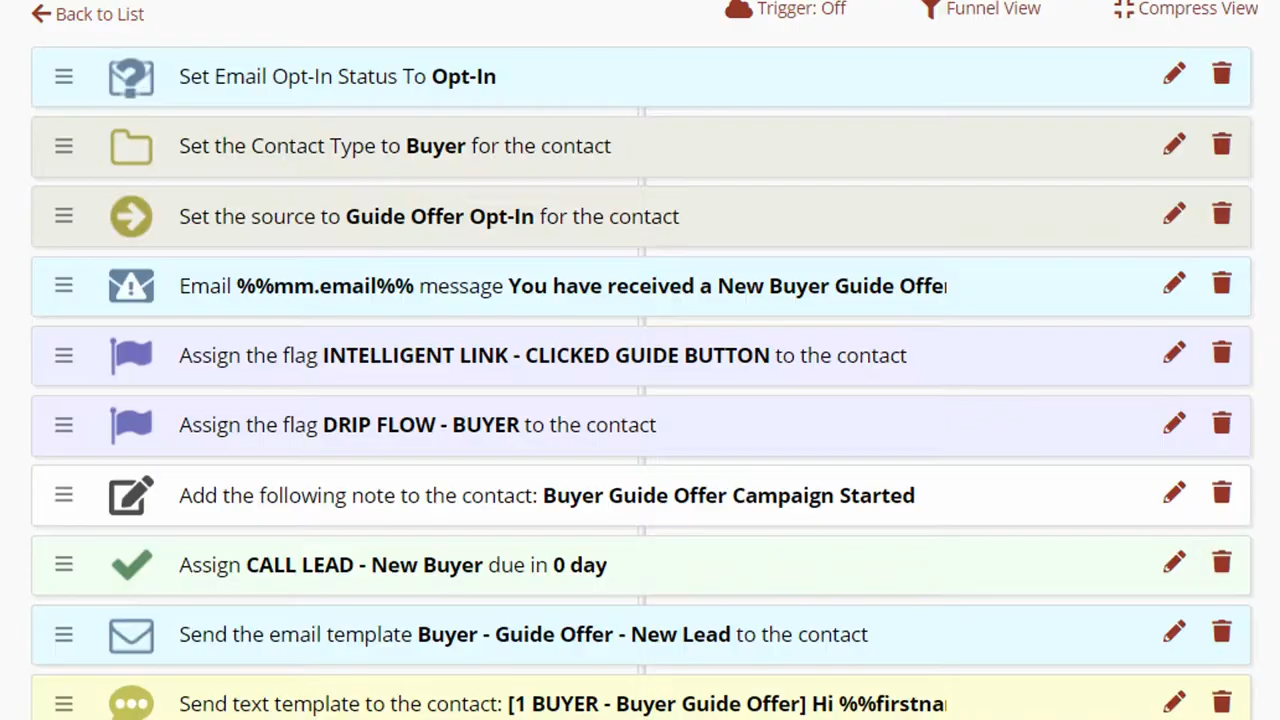 Back to List
Trigger: Off
Funnel View
Compress View
Set Email Opt-In Status To Opt-In
Set the Contact Type to Buyer for the contact
Set the source to Guide Offer Opt-In for the contact
Email %%mm.email%% message You have received a New Buyer Guide Offer
Assign the flag INTELLIGENT LINK - CLICKED GUIDE BUTTON to the contact
Assign the flag DRIP FLOW - BUYER to the contact
Add the following note to the contact: Buyer Guide Offer Campaign Started
Assign CALL LEAD - New Buyer due in 0 day
Send the email template Buyer - Guide Offer - New Lead to the contact
Send text template to the contact: [1 BUYER - Buyer Guide Offer] Hi %%firstna